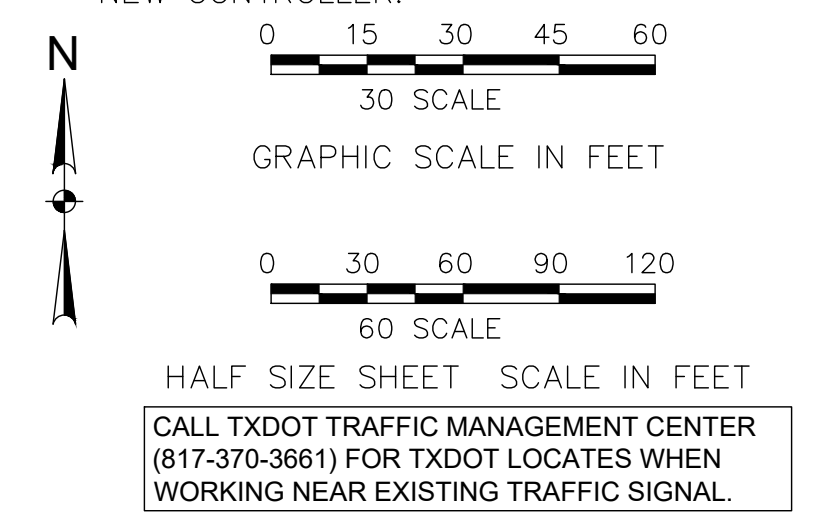 NEW CONTROLLER.
N
0 15 30 45 60
30 SCALE
GRAPHIC SCALE IN FEET
0 30 60 90 120
60 SCALE
HALF SIZE SHEET SCALE IN FEET
CALL TXDOT TRAFFIC MANAGEMENT CENTER
(817-370-3661) FOR TXDOT LOCATES WHEN
WORKING NEAR EXISTING TRAFFIC SIGNAL.